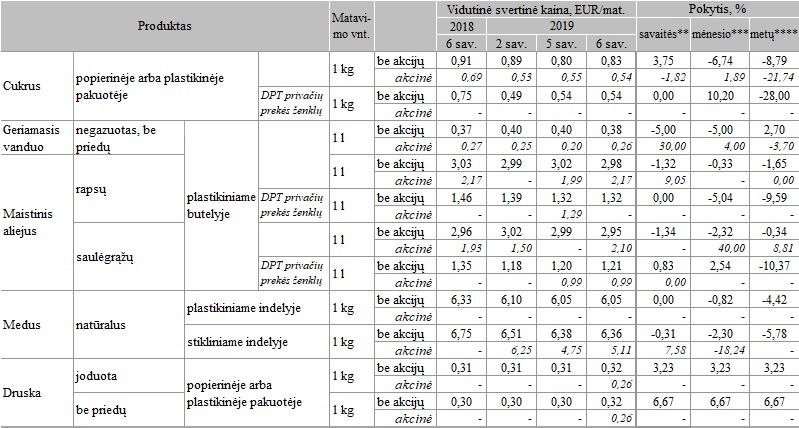 Produktas Matavi- Vidutinė svertinė kaina, EUR/mat. Pokytis, %
mo vnt. 2018 2019 savaitės** mėnesio*** metų****
6 sav. 2 sav. 5 sav. 6 sav.
Cukrus popierinėje arba plastikinėje pakuotėje 1 kg be akcijų 0,91 0,89 0,80 0,83 3,75 -6,74 -8,79
akcinė 0,69 0,53 0,55 0,54 -1,82 1,89 -21,74
DPT privačių prekės ženklų 1 kg be akcijų 0,75 0,49 0,54 0,54 0,00 10,20 -28,00
akcinė - - - - - - -
Geriamasis vanduo negazuotas, be priedų plastikiniame butelyje 1 l be akcijų 0,37 0,40 0,40 0,38 -5,00 -5,00 2,70
akcinė 0,27 0,25 0,20 0,26 30,00 4,00 -3,70
Maistinis aliejus rapsų 1 l be akcijų 3,03 2,99 3,02 2,98 -1,32 -0,33 -1,65
akcinė 2,17 - 1,99 2,17 9,05 - 0,00
DPT privačių prekės ženklų 1 l be akcijų 1,46 1,39 1,32 1,32 0,00 -5,04 -9,59
akcinė - - 1,29 - - - -
saulėgrąžų 1 l be akcijų 2,96 3,02 2,99 2,95 -1,34 -2,32 -0,34
akcinė 1,93 1,50 - 2,10 - 40,00 8,81
DPT privačių prekės ženklų 1 l be akcijų 1,35 1,18 1,20 1,21 0,83 2,54 -10,37
akcinė - - 0,99 0,99 0,00 - -
Medus natūralus plastikiniame indelyje 1 kg be akcijų 6,33 6,10 6,05 6,05 0,00 -0,82 -4,42
akcinė - - - - - - -
stikliniame indelyje 1 kg be akcijų 6,75 6,51 6,38 6,36 -0,31 -2,30 -5,78
akcinė - 6,25 4,75 5,11 7,58 -18,24 -
Druska joduota popierinėje arba plastikinėje pakuotėje 1 kg be akcijų 0,31 0,31 0,31 0,32 3,23 3,23 3,23
akcinė - - - 0,26 - - -
be priedų 1 kg be akcijų 0,30 0,30 0,30 0,32 6,67 6,67 6,67
akcinė - - - 0,26 - - -